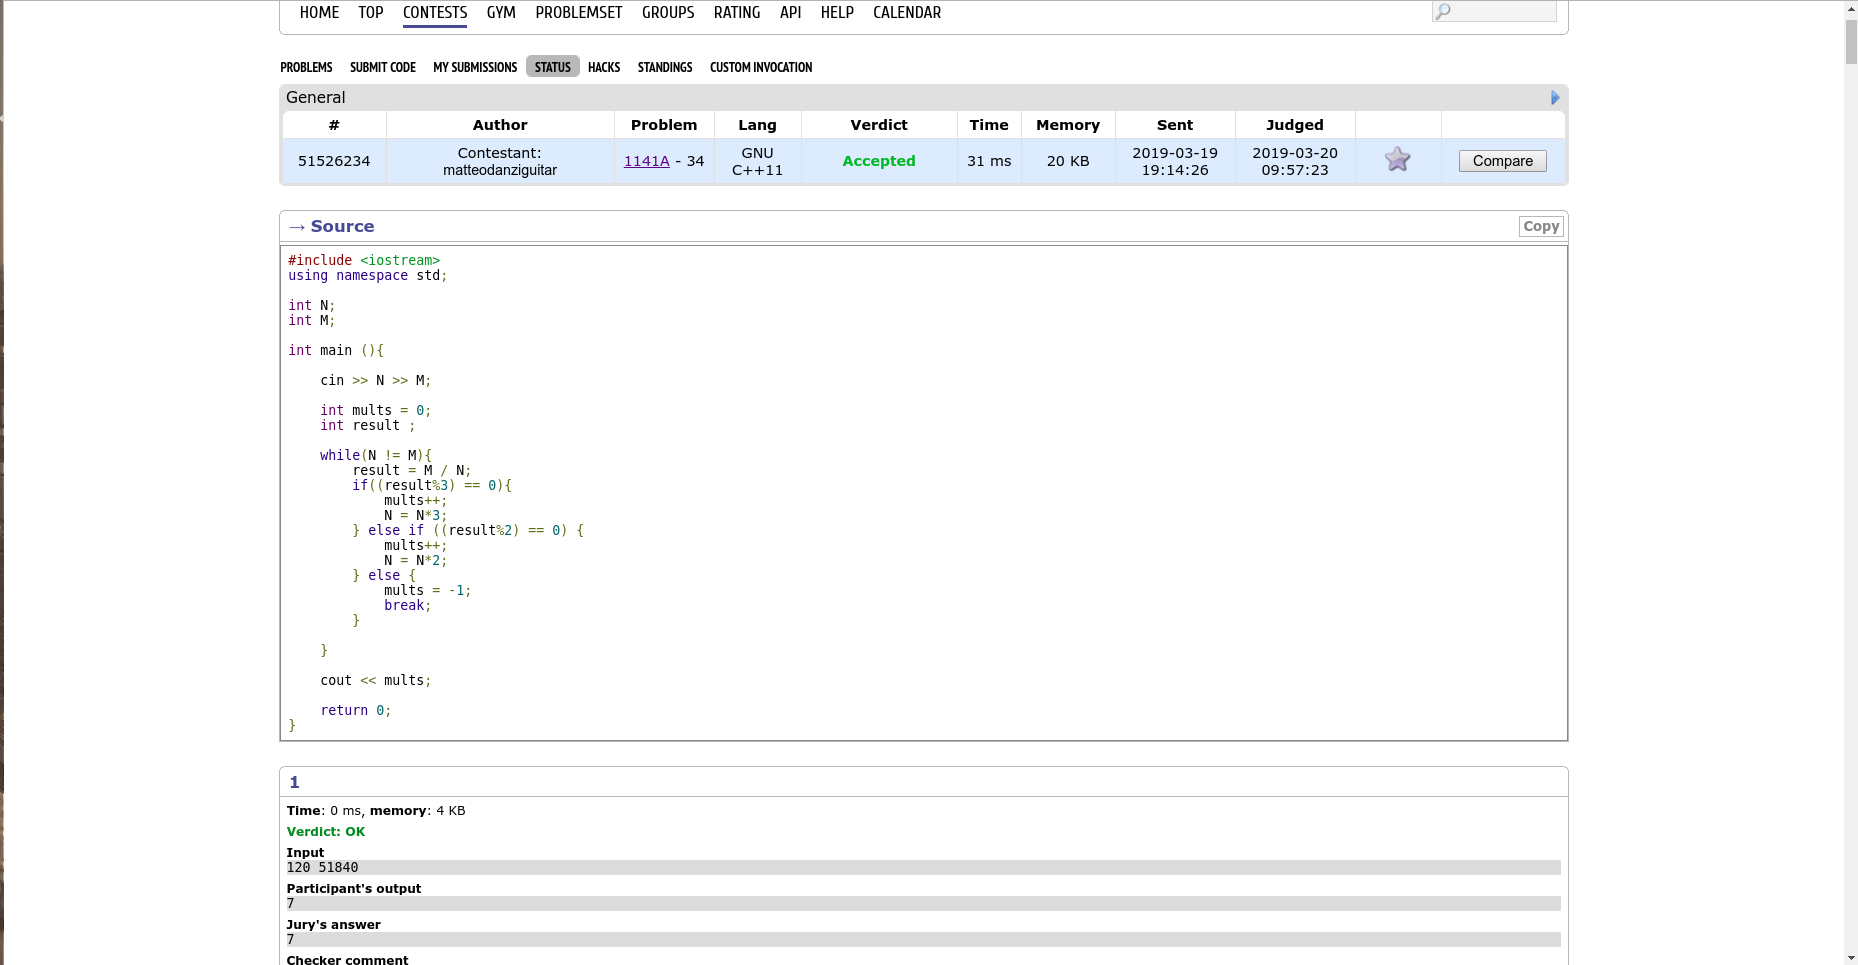 HOME TOP CONTESTS GYM PROBLEMSET GROUPS RATING API HELP CALENDAR
PROBLEMS SUBMIT CODE MY SUBMISSIONS STATUS HACKS STANDINGS CUSTOM INVOCATION
General
# Author Problem Lang Verdict Time Memory Sent Judged
51526234 Contestant: matteodanziguitar 1141A - 34 GNU C++11 Accepted 31 ms 20 KB 2019-03-19 19:14:26 2019-03-20 09:57:23 Compare
→ Source Copy
#include <iostream>
using namespace std;
int N;
int M;
int main (){
cin >> N >> M;
int mults = 0;
int result ;
while(N != M){
result = M / N;
if((result%3) == 0){
mults++;
N = N*3;
} else if ((result%2) == 0) {
mults++;
N = N*2;
} else {
mults = -1;
break;
}
}
cout << mults;
return 0;
}
1
Time: 0 ms, memory: 4 KB
Verdict: OK
Input
120 51840
Participant's output
7
Jury's answer
7
Checker comment